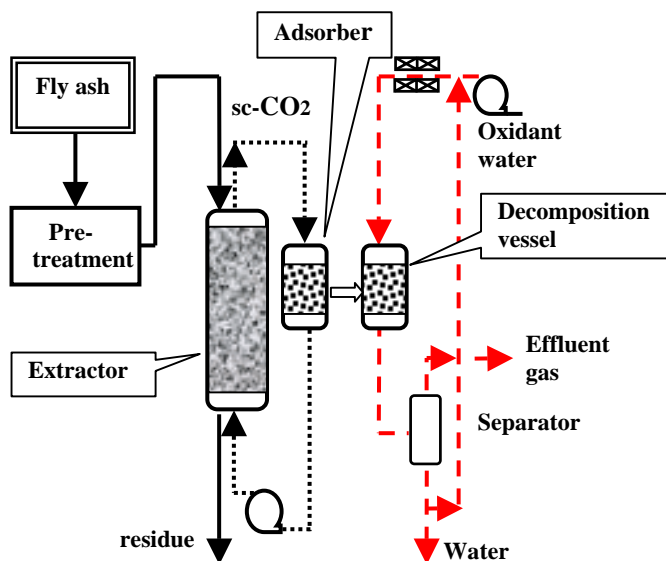 Adsorber
Fly ash
sc-CO2
Oxidant
water
Pre-
treatment
Decomposition
vessel
Extractor
Effluent
gas
Separator
residue
Water